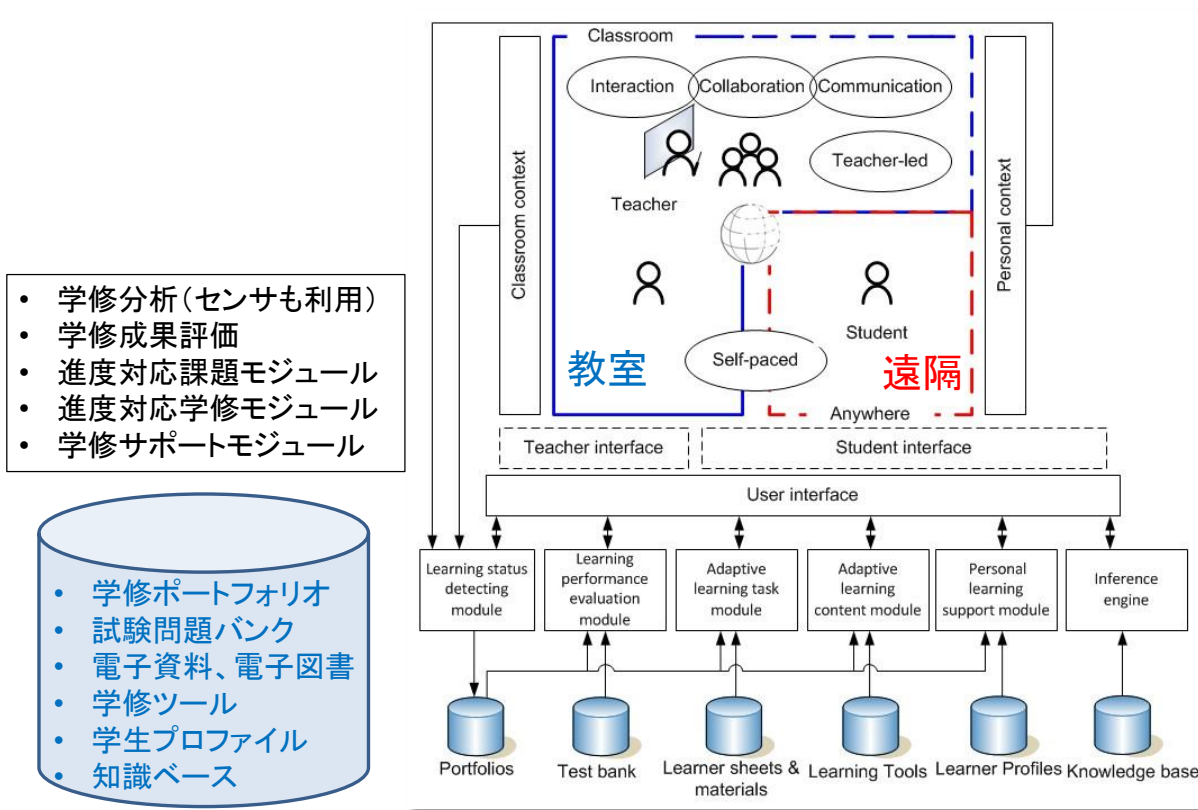 • 学修分析(センサも利用)
• 学修成果評価
• 進度対応課題モジュール
• 進度対応学修モジュール
• 学修サポートモジュール
• 学修ポートフォリオ
• 試験問題バンク
• 電子資料、電子図書
• 学修ツール
• 学生プロファイル
• 知識ベース
Classroom
Interaction
Collaboration
Communication
Teacher-led
Teacher
Classroom context
Personal context
Student
Self-paced
教室
遠隔
Anywhere
Teacher interface
Student interface
User interface
Learning status
detecting
module
Learning
performance
evaluation
module
Adaptive
learning task
module
Adaptive
learning
content module
Personal
learning
support module
Inference
engine
Portfolios
Test bank
Learner sheets &
materials
Learning Tools
Learner Profiles
Knowledge base